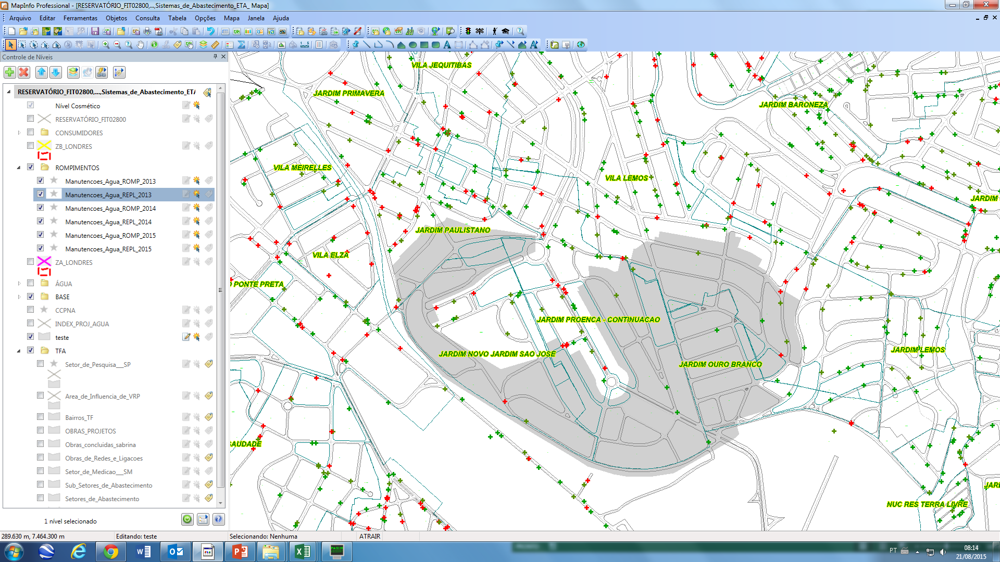 MapInfo Professional - [RESERVATÓRIO_FIT02800,...,Sistemas_de_Abastecimento_ETA_ Mapa]
Arquivo Editar Ferramentas Objetos Consulta Tabela Opções Mapa Janela Ajuda
Controle de Níveis
RESERVATÓRIO_FIT02800,...,Sistemas_de_Abastecimento_ETA
Nível Cosmético
RESERVATÓRIO_FIT02800
CONSUMIDORES
ZB_LONDRES
ROMPIMENTOS
Manutencoes_Agua_ROMP_2013
Manutencoes_Agua_REPL_2013
Manutencoes_Agua_ROMP_2014
Manutencoes_Agua_REPL_2014
Manutencoes_Agua_ROMP_2015
Manutencoes_Agua_REPL_2015
ZA_LONDRES
ÁGUA
BASE
CCPNA
INDEX_PROJ_AGUA
teste
TFA
Setor_de_Pesquisa___SP
Area_de_Influencia_de_VRP
Bairros_TF
OBRAS_PROJETOS
Obras_concluidas_sabrina
Obras_de_Redes_e_Ligacoes
Setor_de_Medicao___SM
Sub_Setores_de_Abastecimento
Setores_de_Abastecimento
1 nível selecionado
VILA JEQUITIBAS
JARDIM PRIMAVERA
JARDIM BARONEZA
VILA MEIRELLES
VILA LEMOS
JARDIM
JARDIM PAULISTANO
VILA ELZA
O PONTE PRETA
JARDIM PROENCA - CONTINUACAO
JARDIM NOVO JARDIM SAO JOSE
JARDIM LEMOS
JARDIM OURO BRANCO
SAUDADE
JARD
NUC RES TERRA LIVRE
289.630 m, 7.464.300 m
Editando: teste
Selecionando: Nenhuma
ATRAIR
PT
08:14
21/08/2015